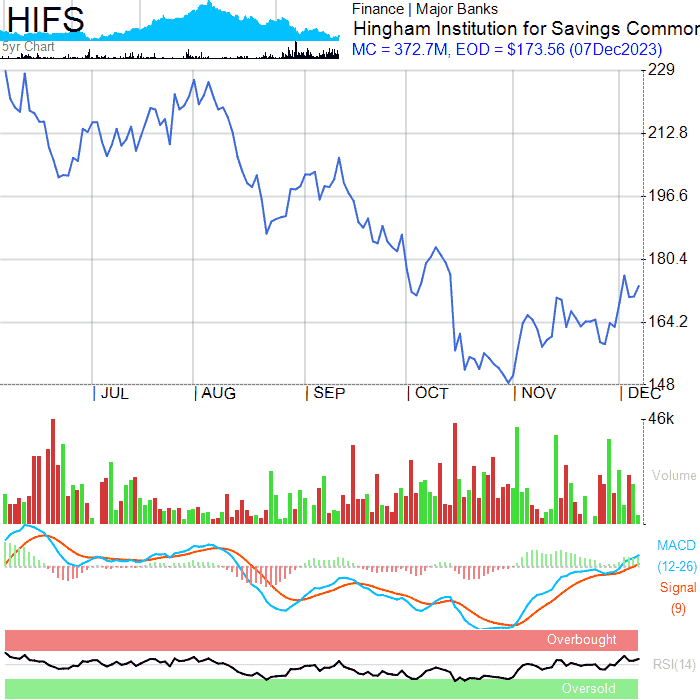 HIFS
5yr Chart
Finance | Major Banks
Hingham Institution for Savings Common
MC = 372.7M, EOD = $173.56 (07Dec2023)
229
212.8
196.6
180.4
164.2
148
JUL AUG SEP OCT NOV DEC
46k
Volume
MACD
(12-26)
Signal
(9)
Overbought
RSI(14)
Oversold